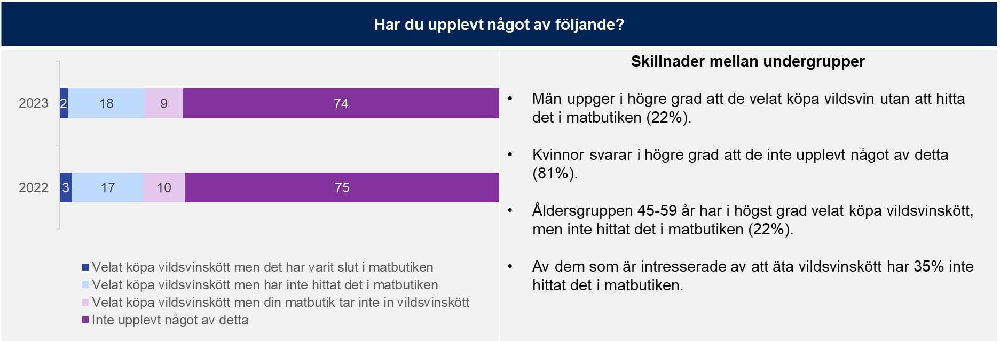 Har du upplevt något av följande?
2023
2
18
9
74
2022
3
17
10
75
Velat köpa vildsvinskött men det har varit slut i matbutiken
Velat köpa vildsvinskött men har inte hittat det i matbutiken
Velat köpa vildsvinskött men din matbutik tar inte in vildsvinskött
Inte upplevt något av detta
Skillnader mellan undergrupper
• Män uppger i högre grad att de velat köpa vildsvin utan att hitta
det i matbutiken (22%).
• Kvinnor svarar i högre grad att de inte upplevt något av detta
(81%).
• Åldersgruppen 45-59 år har i högst grad velat köpa vildsvinskött,
men inte hittat det i matbutiken (22%).
• Av dem som är intresserade av att äta vildsvinskött har 35% inte
hittat det i matbutiken.